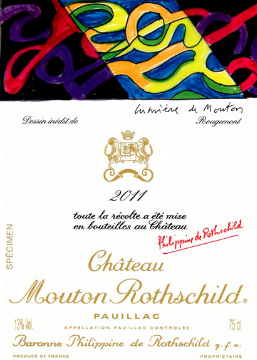 Lumière de Mouton
Dessin inédit de Rougemont
2011
toute la récolte a été mise
en bouteilles au Château
Philippine de Rothschild
SPÉCIMEN
Château
Mouton Rothschild®
PAUILLAC
APPELLATION PAUILLAC CONTRÔLÉE
13% Vol. 75 cl
Baronne Philippine de Rothschild g.f.a.
PRODUCE OF FRANCE PROPRIÉTAIRE